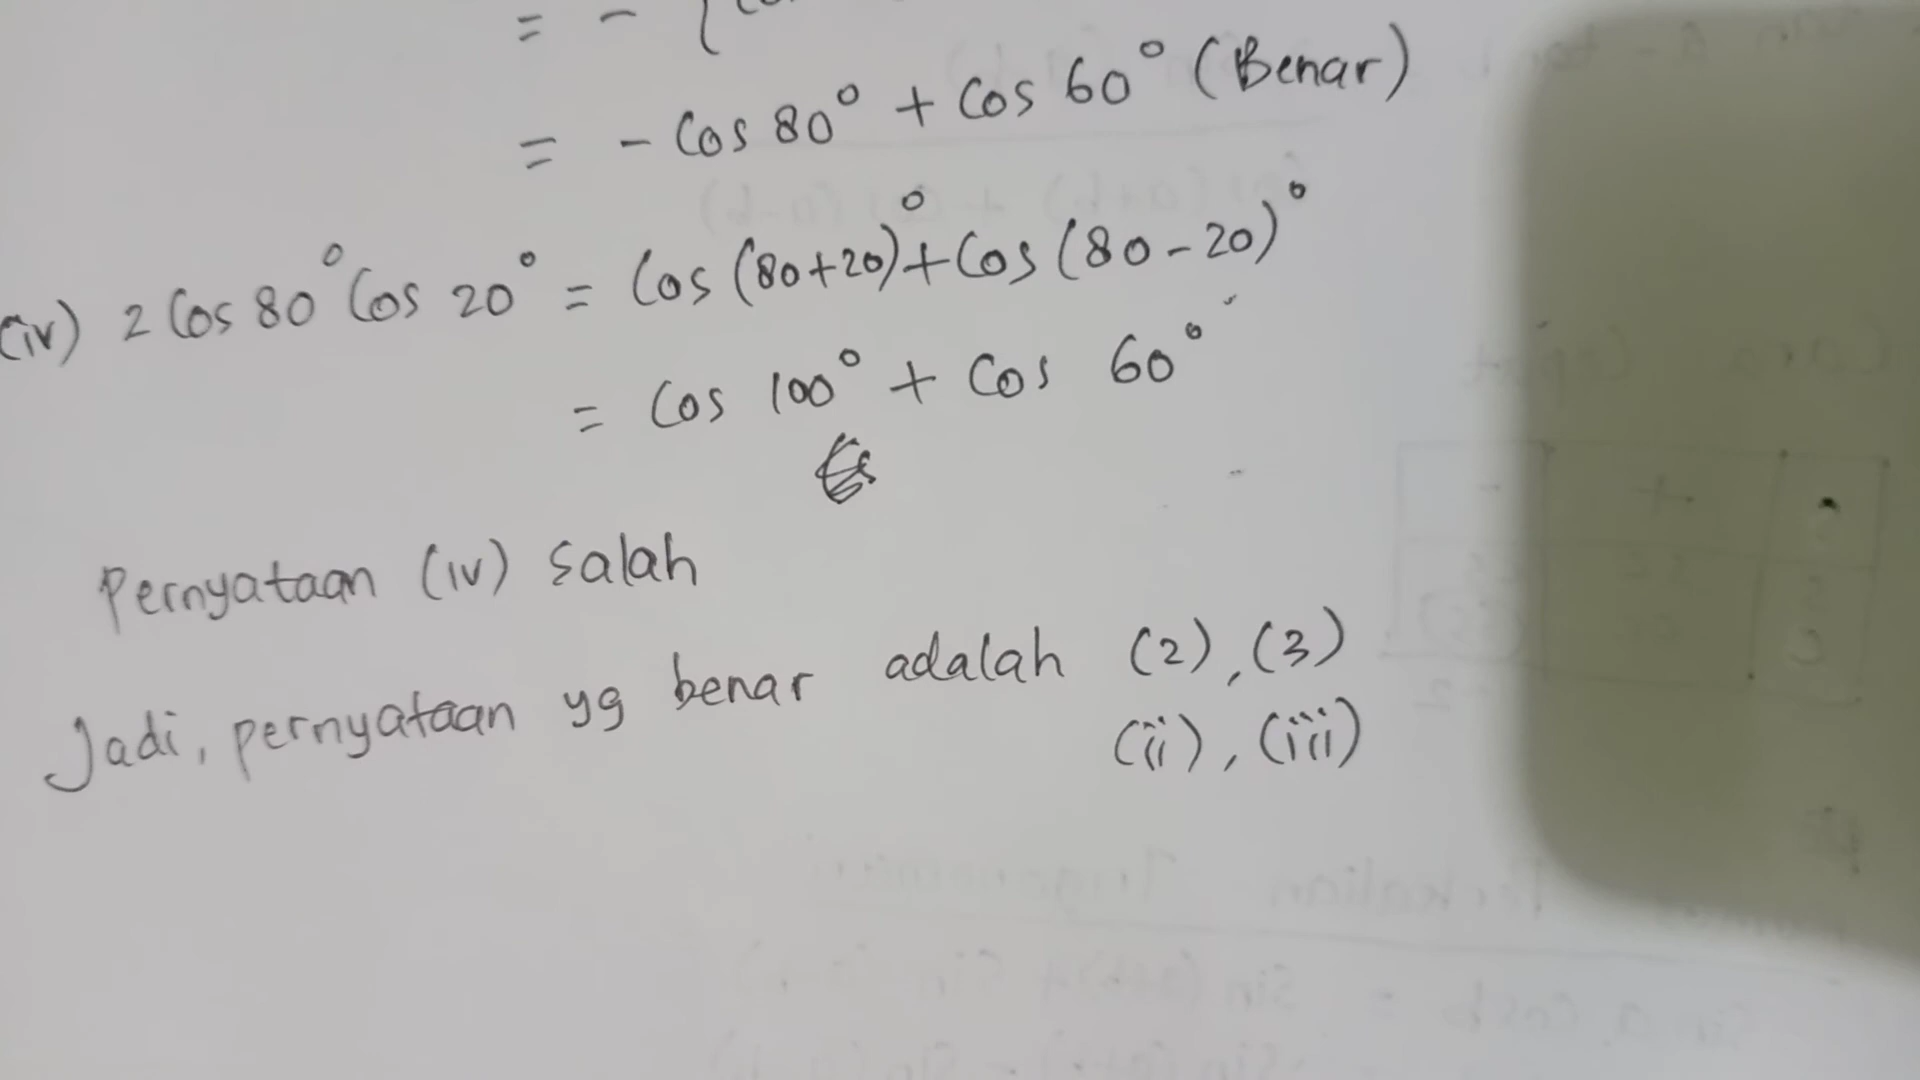 = - (
= - Cos 80° + Cos 60° (Benar)
(iv) 2 Cos 80° Cos 20° = Cos (80+20)° + Cos (80-20)°
= Cos 100° + Cos 60°
Pernyataan (iv) salah
Jadi, pernyataan yg benar adalah (2), (3)
(ii), (iii)